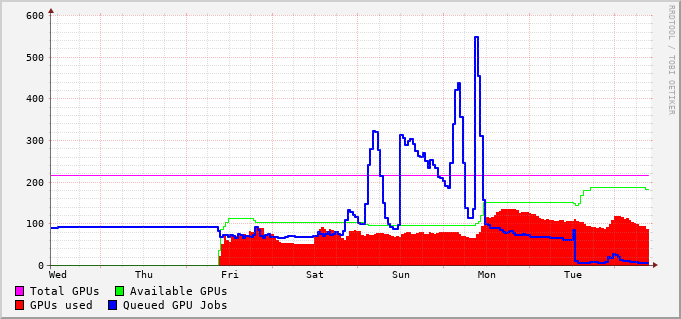 600
500
400
300
200
100
0
Wed Thu Fri Sat Sun Mon Tue
Total GPUs Available GPUs
GPUs used Queued GPU Jobs
RRDTOOL / TOBI OETIKER